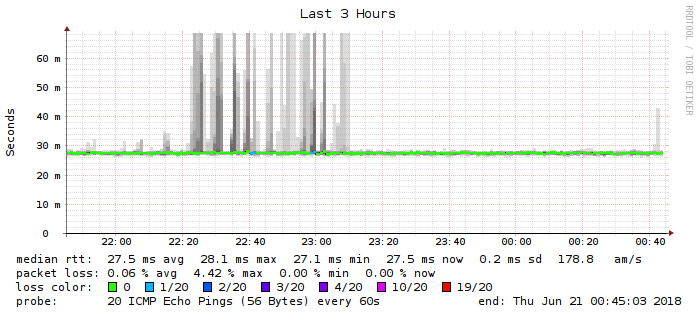 Last 3 Hours
RRDTOOL / TOBI OETIKER
Seconds
60 m
50 m
40 m
30 m
20 m
10 m
0
22:00 22:20 22:40 23:00 23:20 23:40 00:00 00:20 00:40
median rtt: 27.5 ms avg 28.1 ms max 27.1 ms min 27.5 ms now 0.2 ms sd 178.8 am/s
packet loss: 0.06 % avg 4.42 % max 0.00 % min 0.00 % now
loss color: 0 1/20 2/20 3/20 4/20 10/20 19/20
probe: 20 ICMP Echo Pings (56 Bytes) every 60s end: Thu Jun 21 00:45:03 2018